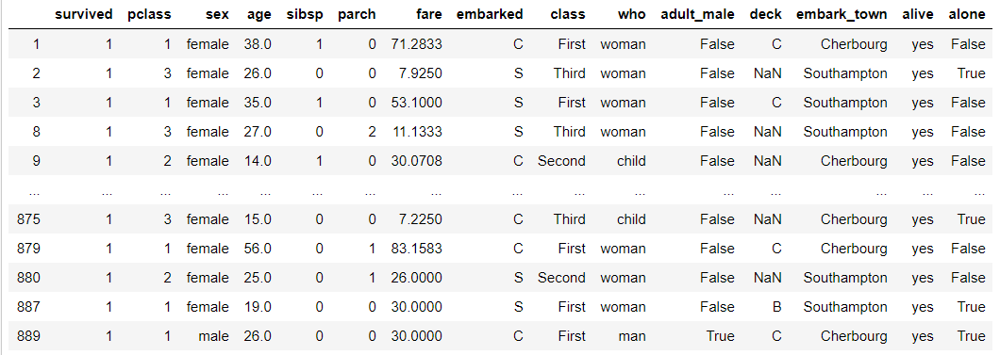 survived pclass sex age sibsp parch fare embarked class who adult_male deck embark_town alive alone
1 1 1 female 38.0 1 0 71.2833 C First woman False C Cherbourg yes False
2 1 3 female 26.0 0 0 7.9250 S Third woman False NaN Southampton yes True
3 1 1 female 35.0 1 0 53.1000 S First woman False C Southampton yes False
8 1 3 female 27.0 0 2 11.1333 S Third woman False NaN Southampton yes False
9 1 2 female 14.0 1 0 30.0708 C Second child False NaN Cherbourg yes False
... ... ... ... ... ... ... ... ... ... ... ... ... ... ... ...
875 1 3 female 15.0 0 0 7.2250 C Third child False NaN Cherbourg yes True
879 1 1 female 56.0 0 1 83.1583 C First woman False C Cherbourg yes False
880 1 2 female 25.0 0 1 26.0000 S Second woman False NaN Southampton yes False
887 1 1 female 19.0 0 0 30.0000 S First woman False B Southampton yes True
889 1 1 male 26.0 0 0 30.0000 C First man True C Cherbourg yes True